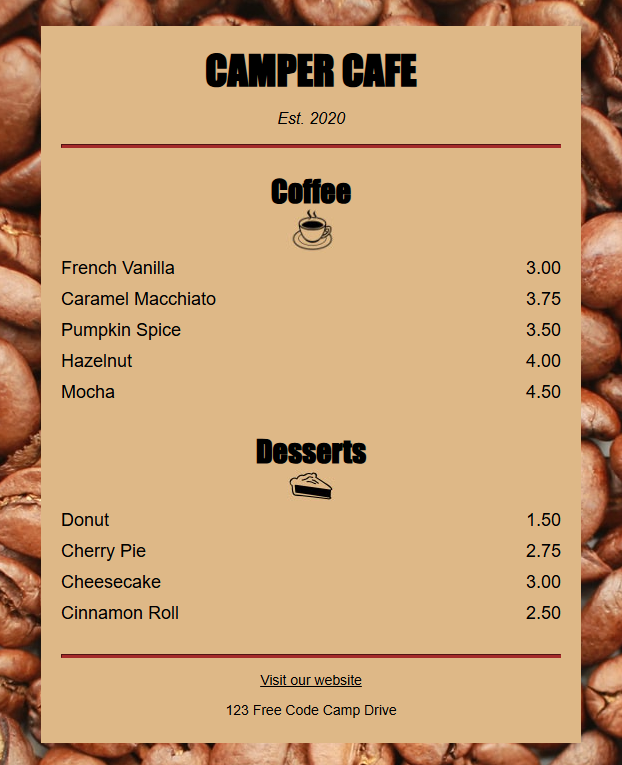 CAMPER CAFE
Est. 2020
Coffee
French Vanilla 3.00
Caramel Macchiato 3.75
Pumpkin Spice 3.50
Hazelnut 4.00
Mocha 4.50
Desserts
Donut 1.50
Cherry Pie 2.75
Cheesecake 3.00
Cinnamon Roll 2.50
Visit our website
123 Free Code Camp Drive